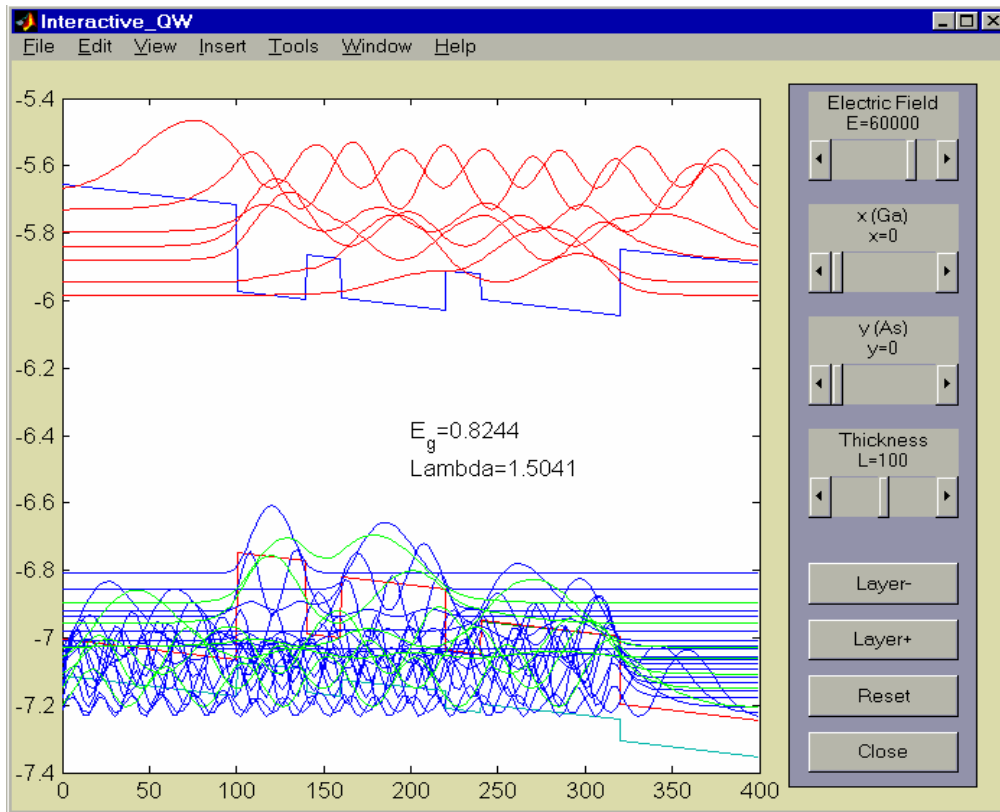 Interactive_QW
File Edit View Insert Tools Window Help
-5.4
-5.6
-5.8
-6
-6.2
-6.4
-6.6
-6.8
-7
-7.2
-7.4
0 50 100 150 200 250 300 350 400
E_g=0.8244
Lambda=1.5041
Electric Field
E=60000
x (Ga)
x=0
y (As)
y=0
Thickness
L=100
Layer-
Layer+
Reset
Close